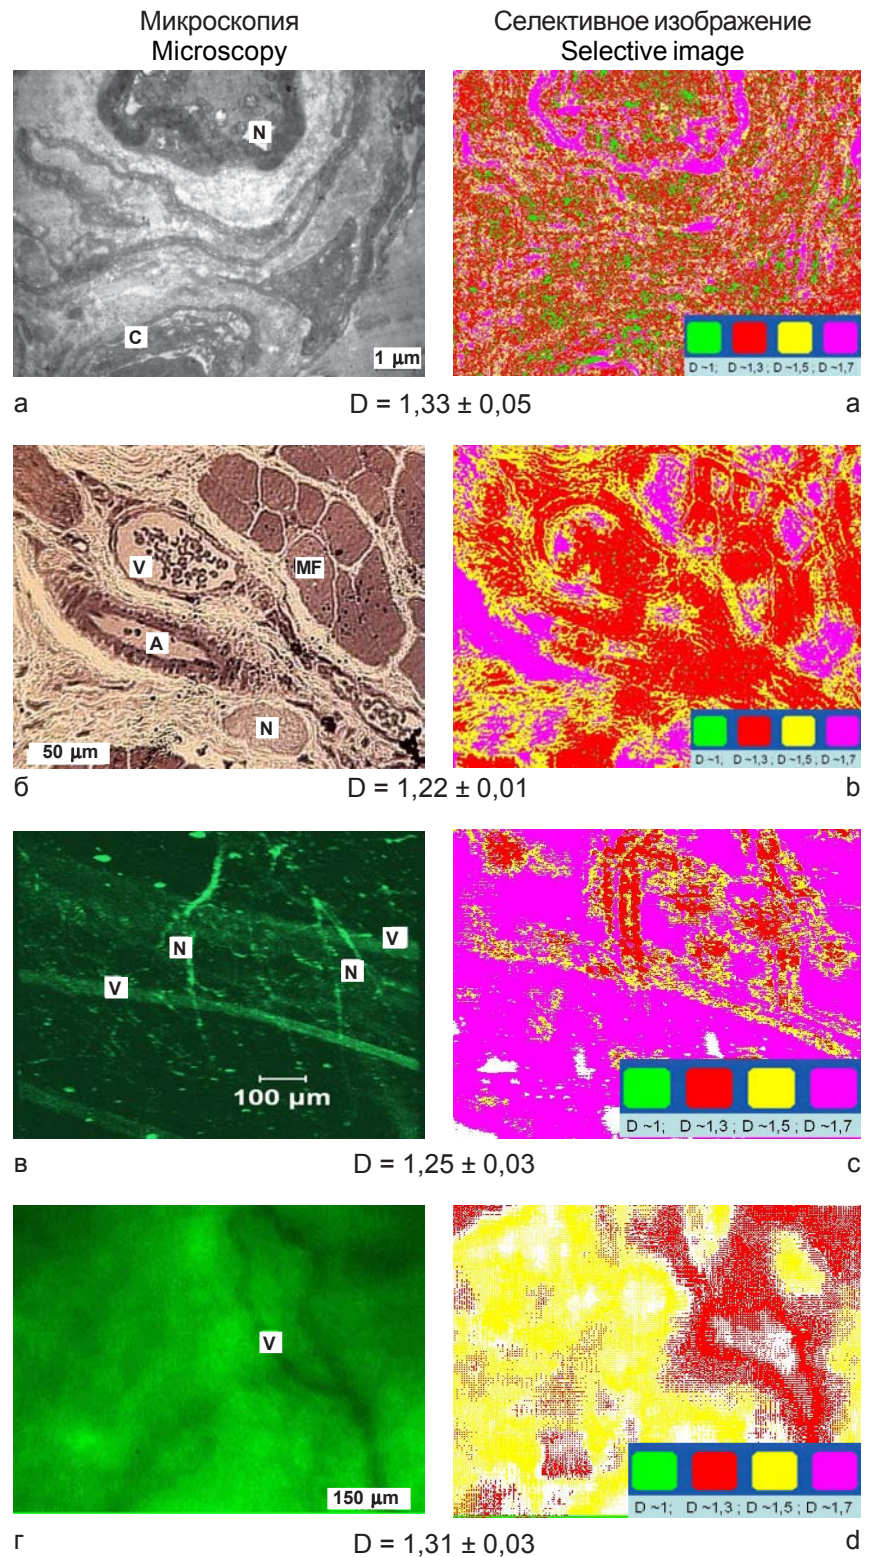 Микроскопия
Microscopy
Селективное изображение
Selective image
N
C
1 µm
D ~1; D ~1,3 ; D ~1,5 ; D ~1,7
а
D = 1,33 ± 0,05
a
V
MF
A
N
50 µm
D ~1; D ~1,3 ; D ~1,5 ; D ~1,7
б
D = 1,22 ± 0,01
b
V
N
N
V
100 µm
D ~1; D ~1,3 ; D ~1,5 ; D ~1,7
в
D = 1,25 ± 0,03
c
V
150 µm
D ~1; D ~1,3 ; D ~1,5 ; D ~1,7
г
D = 1,31 ± 0,03
d